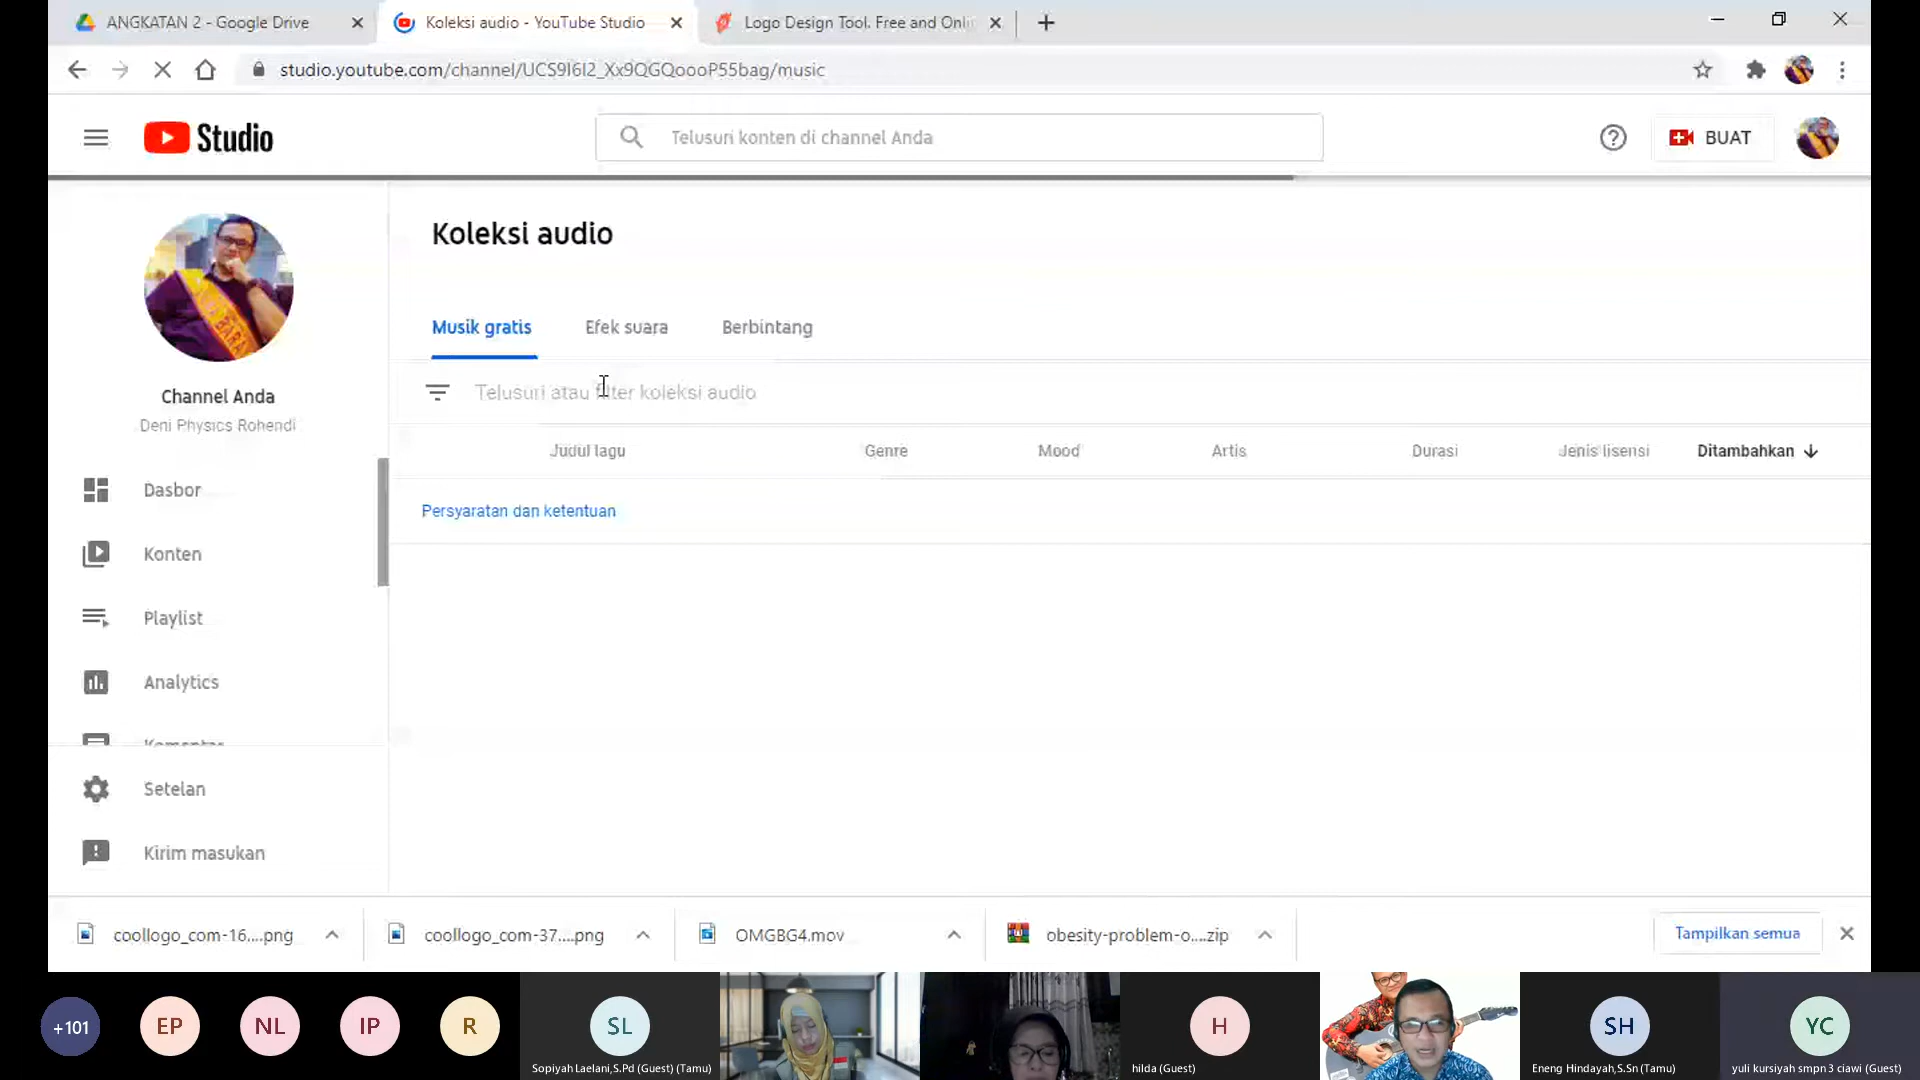 ANGKATAN 2 - Google Drive
Koleksi audio - YouTube Studio
Logo Design Tool. Free and Onli
studio.youtube.com/channel/UCS9I6I2_Xx9QGQoooP55bag/music
Studio
Telusuri konten di channel Anda
BUAT
Koleksi audio
Musik gratis
Efek suara
Berbintang
Channel Anda
Deni Physics Rohendi
Telusuri atau filter koleksi audio
Judul lagu
Genre
Mood
Artis
Durasi
Jenis lisensi
Ditambahkan
Persyaratan dan ketentuan
Dasbor
Konten
Playlist
Analytics
Komentar
Setelan
Kirim masukan
coollogo_com-16....png
coollogo_com-37....png
OMGBG4.mov
obesity-problem-o....zip
Tampilkan semua
+101
EP
NL
IP
R
SL
H
SH
YC
Sopiyah Laelani,S.Pd (Guest) (Tamu)
hilda (Guest)
Eneng Hindayah,S.Sn (Tamu)
yuli kursiyah smpn 3 ciawi (Guest)